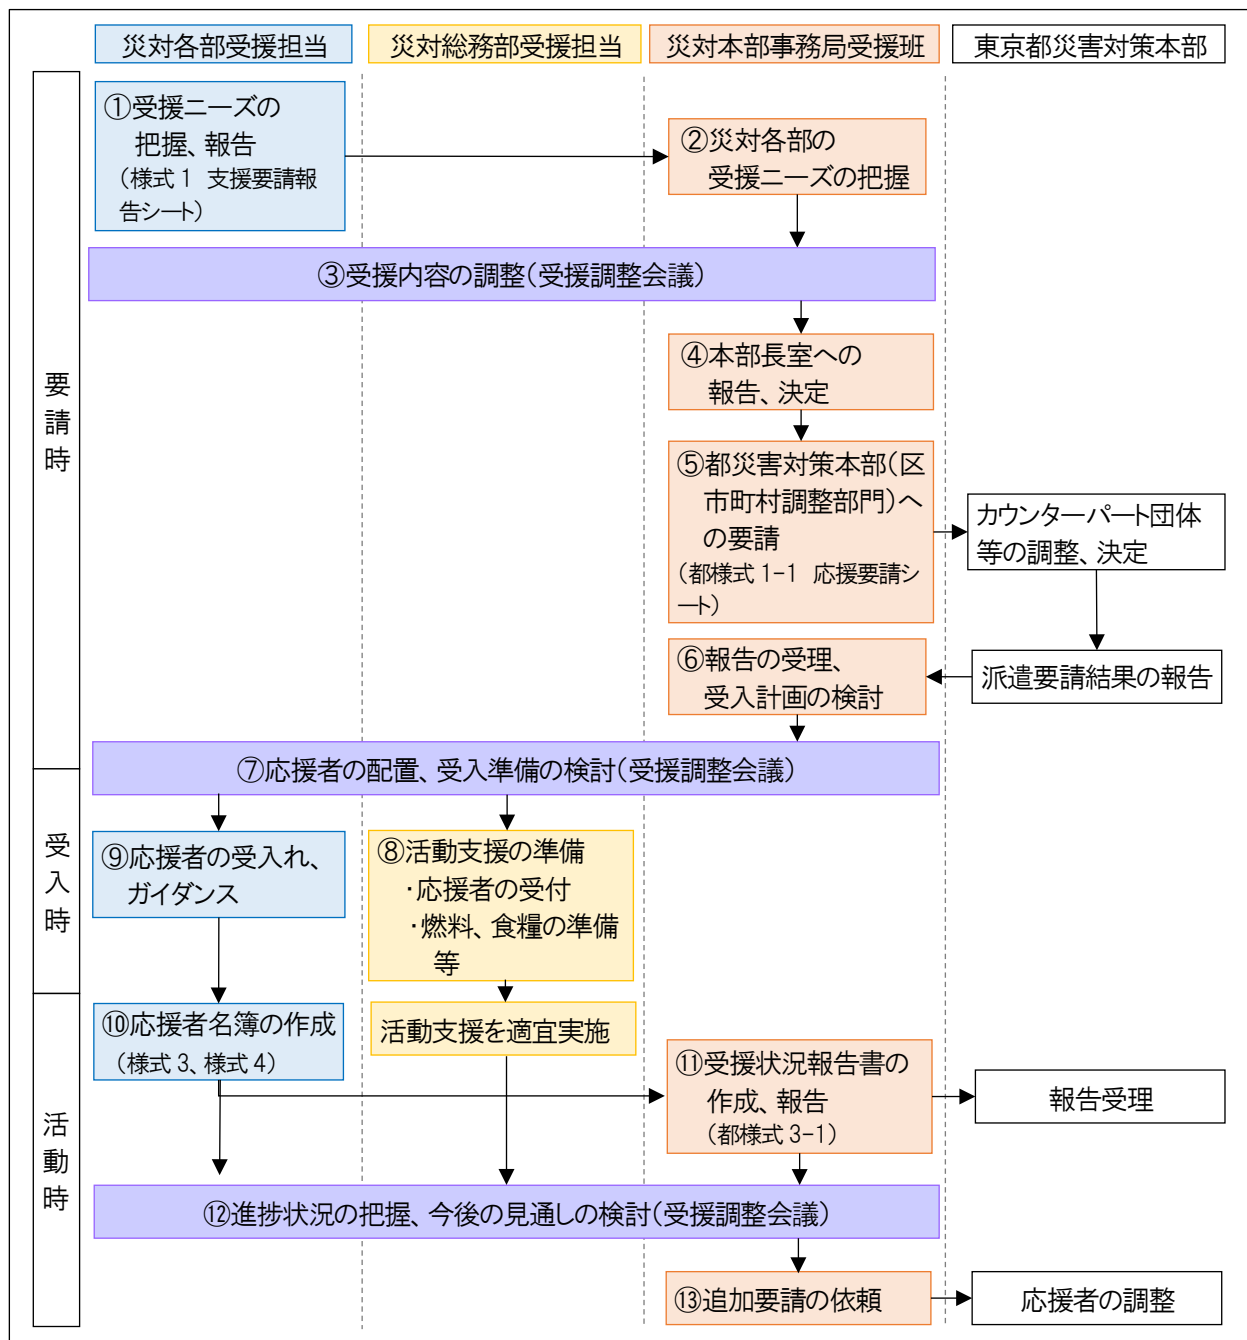 災対各部受援担当
災対総務部受援担当
災対本部事務局受援班
東京都災害対策本部
要請時
①受援ニーズの
把握、報告
（様式1　支援要請報
告シート）
②災対各部の
受援ニーズの把握
③受援内容の調整（受援調整会議）
④本部長室への
報告、決定
⑤都災害対策本部（区
市町村調整部門）へ
の要請
（都様式1-1　応援要請シ
ート）
カウンターパート団体
等の調整、決定
派遣要請結果の報告
⑥報告の受理、
受入計画の検討
⑦応援者の配置、受入準備の検討（受援調整会議）
受入時
⑨応援者の受入れ、
ガイダンス
⑧活動支援の準備
・応援者の受付
・燃料、食糧の準備
等
活動時
⑩応援者名簿の作成
（様式3、様式4）
活動支援を適宜実施
⑪受援状況報告書の
作成、報告
（都様式3-1）
報告受理
⑫進捗状況の把握、今後の見通しの検討（受援調整会議）
⑬追加要請の依頼
応援者の調整